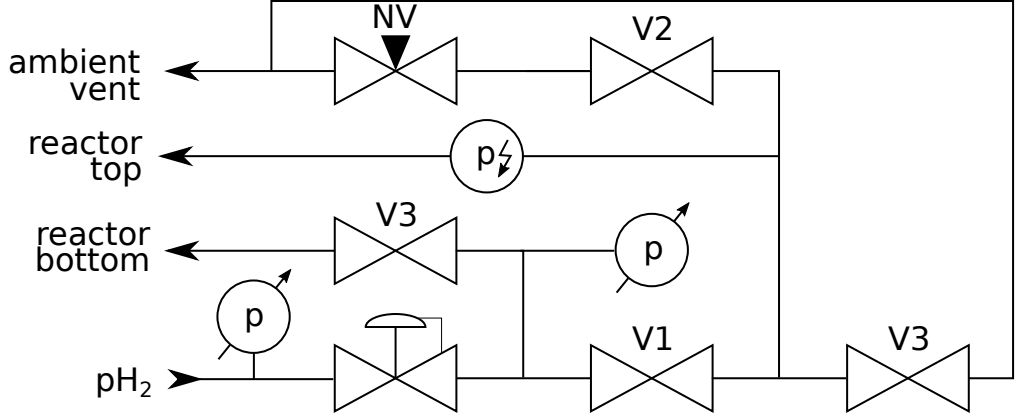 NV
V2
ambient
vent
reactor
top
p
V3
reactor
bottom
p
p
V1
V3
pH₂